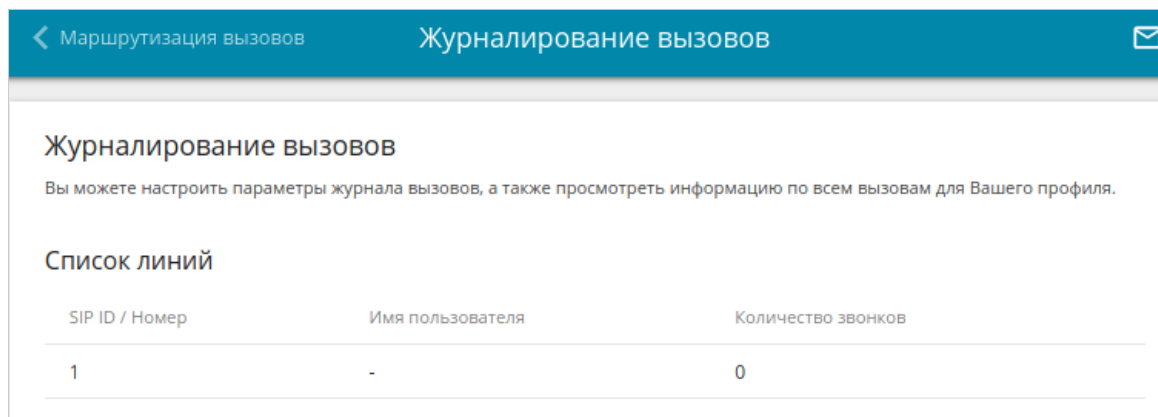 Маршрутизация вызовов
Журналирование вызовов
Журналирование вызовов
Вы можете настроить параметры журнала вызовов, а также просмотреть информацию по всем вызовам для Вашего профиля.
Список линий
SIP ID / Номер Имя пользователя Количество звонков
1 - 0